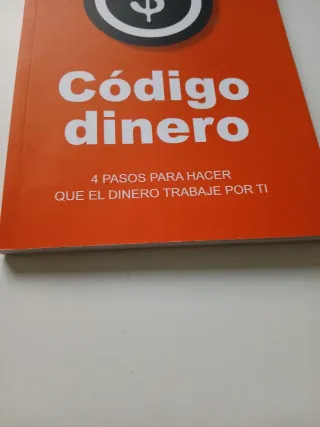 $
Código
dinero
4 PASOS PARA HACER
QUE EL DINERO TRABAJE POR TI